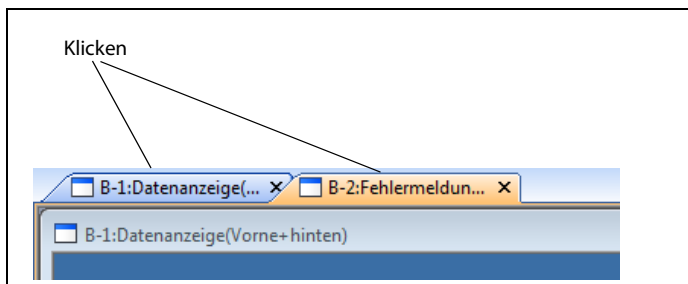 Klicken
B-1:Datenanzeige(... B-2:Fehlermeldun...
B-1:Datenanzeige(Vorne+hinten)